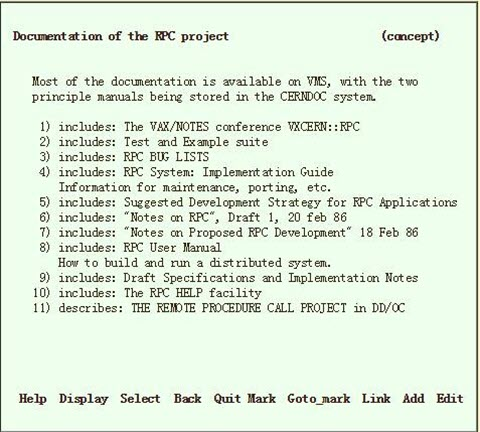 Documentation of the RPC project (concept)
Most of the documentation is available on VMS, with the two
principle manuals being stored in the CERNDOC system.
1) includes: The VAX/NOTES conference VXCERN::RPC
2) includes: Test and Example suite
3) includes: RPC BUG LISTS
4) includes: RPC System: Implementation Guide
Information for maintenance, porting, etc.
5) includes: Suggested Development Strategy for RPC Applications
6) includes: "Notes on RPC", Draft 1, 20 feb 86
7) includes: "Notes on Proposed RPC Development" 18 Feb 86
8) includes: RPC User Manual
How to build and run a distributed system.
9) includes: Draft Specifications and Implementation Notes
10) includes: The RPC HELP facility
11) describes: THE REMOTE PROCEDURE CALL PROJECT in DD/OC
Help Display Select Back Quit Mark Goto_mark Link Add Edit